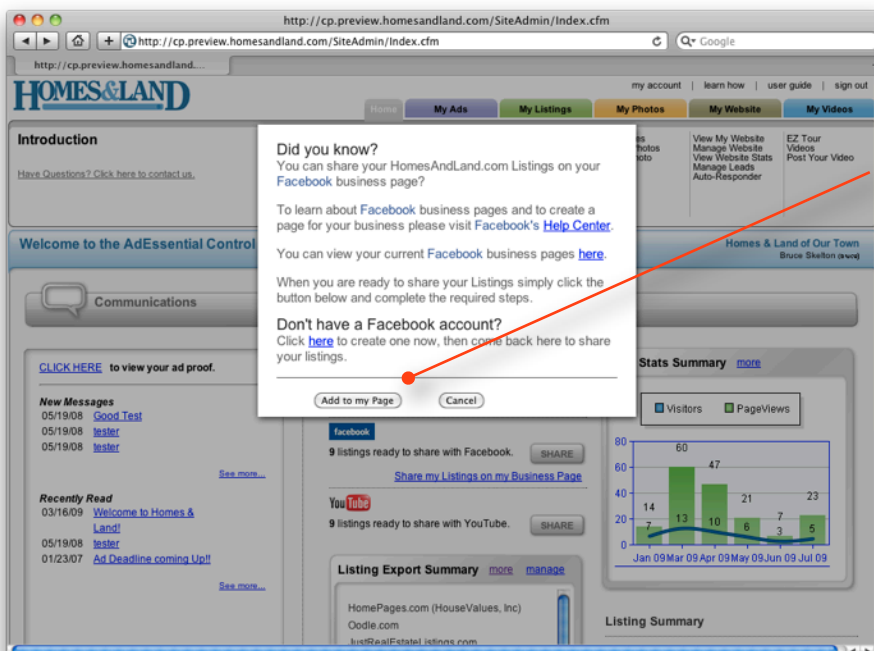 http://cp.preview.homesandland.com/SiteAdmin/Index.cfm
http://cp.preview.homesandland.com/SiteAdmin/Index.cfm
Google
http://cp.preview.homesandland....
HOMES&LAND
my account | learn how | user guide | sign out
Home My Ads My Listings My Photos My Website My Videos
Introduction
Have Questions? Click here to contact us.
View My Website
Manage Website
View Website Stats
Manage Leads
Auto-Responder
EZ Tour
Videos
Post Your Video
Did you know?
You can share your HomesAndLand.com Listings on your
Facebook business page?
To learn about Facebook business pages and to create a
page for your business please visit Facebook's Help Center.
You can view your current Facebook business pages here.
When you are ready to share your Listings simply click the
button below and complete the required steps.
Don't have a Facebook account?
Click here to create one now, then come back here to share
your listings.
Add to my Page Cancel
Welcome to the AdEssential Control
Homes & Land of Our Town
Bruce Skelton
Communications
CLICK HERE to view your ad proof.
New Messages
05/19/08 Good Test
05/19/08 tester
05/19/08 tester
See more...
Recently Read
03/16/09 Welcome to Homes &
Land!
05/19/08 tester
01/23/07 Ad Deadline coming Up!!
See more...
facebook
9 listings ready to share with Facebook. SHARE
Share my Listings on my Business Page
YouTube
9 listings ready to share with YouTube. SHARE
Listing Export Summary more manage
HomePages.com (HouseValues, Inc)
Oodle.com
JustRealEstateListings.com
Stats Summary more
Visitors PageViews
80
60
40
20
0
14 60 47 21 7 23
7 13 10 6 3 5
Jan 09 Mar 09 Apr 09 May 09 Jun 09 Jul 09
Listing Summary